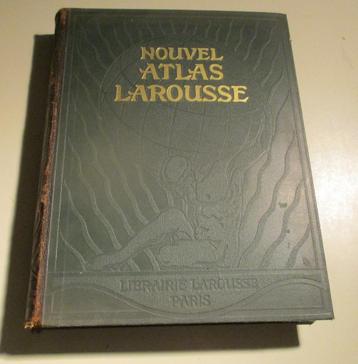 NOUVEL
ATLAS
LAROUSSE
LIBRAIRIE LAROUSSE
PARIS